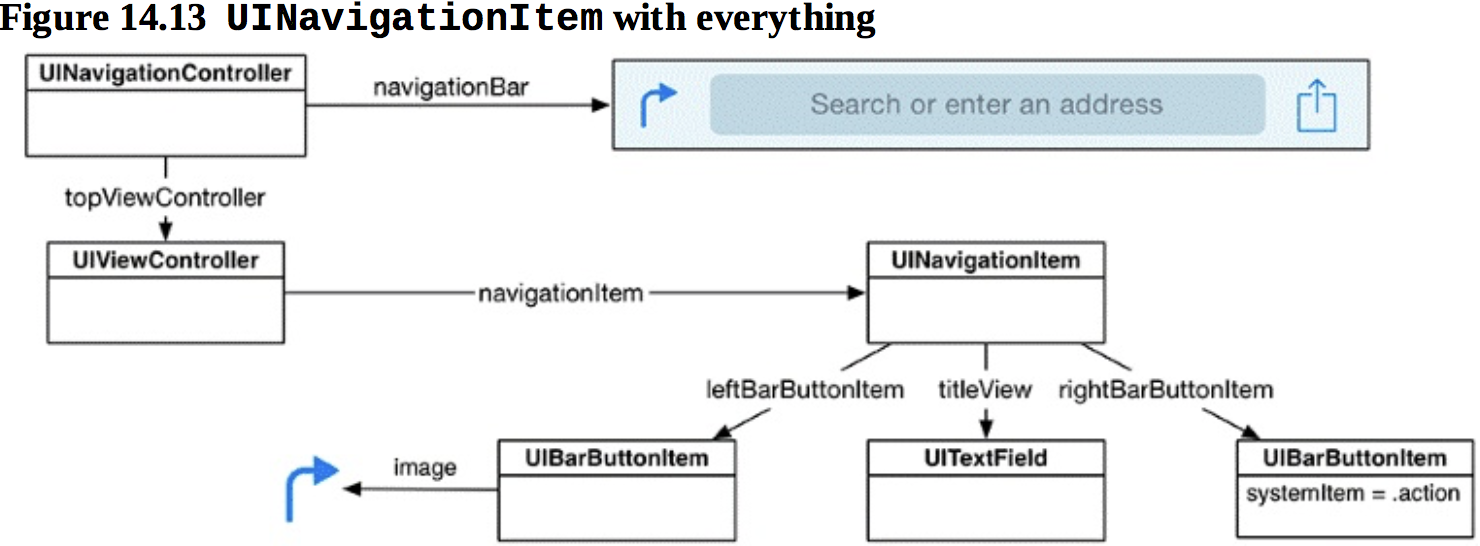 Figure 14.13 UINavigationItem with everything
UINavigationController
navigationBar
Search or enter an address
topViewController
UIViewController
navigationItem
UINavigationItem
leftBarButtonItem
titleView
rightBarButtonItem
image
UIBarButtonItem
UITextField
UIBarButtonItem
systemItem = .action